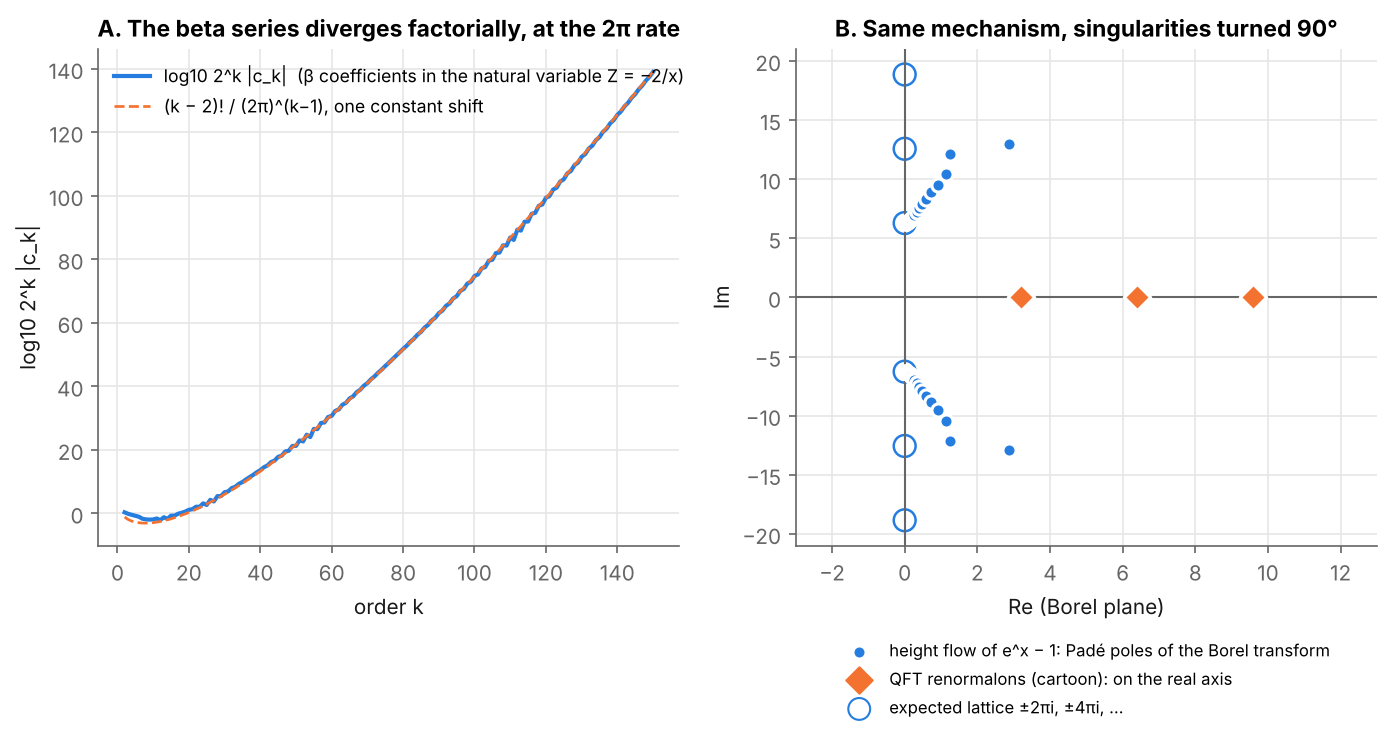 A. The beta series diverges factorially, at the 2π rate
log10 2^k |c_k|  (β coefficients in the natural variable Z = −2/x)
(k − 2)! / (2π)^(k−1), one constant shift
140
120
100
80
60
40
20
0
log10 2^k |c_k|
0 20 40 60 80 100 120 140
order k
B. Same mechanism, singularities turned 90°
20
15
10
5
0
−5
−10
−15
−20
Im
−2 0 2 4 6 8 10 12
Re (Borel plane)
height flow of e^x − 1: Padé poles of the Borel transform
QFT renormalons (cartoon): on the real axis
expected lattice ±2πi, ±4πi, ...